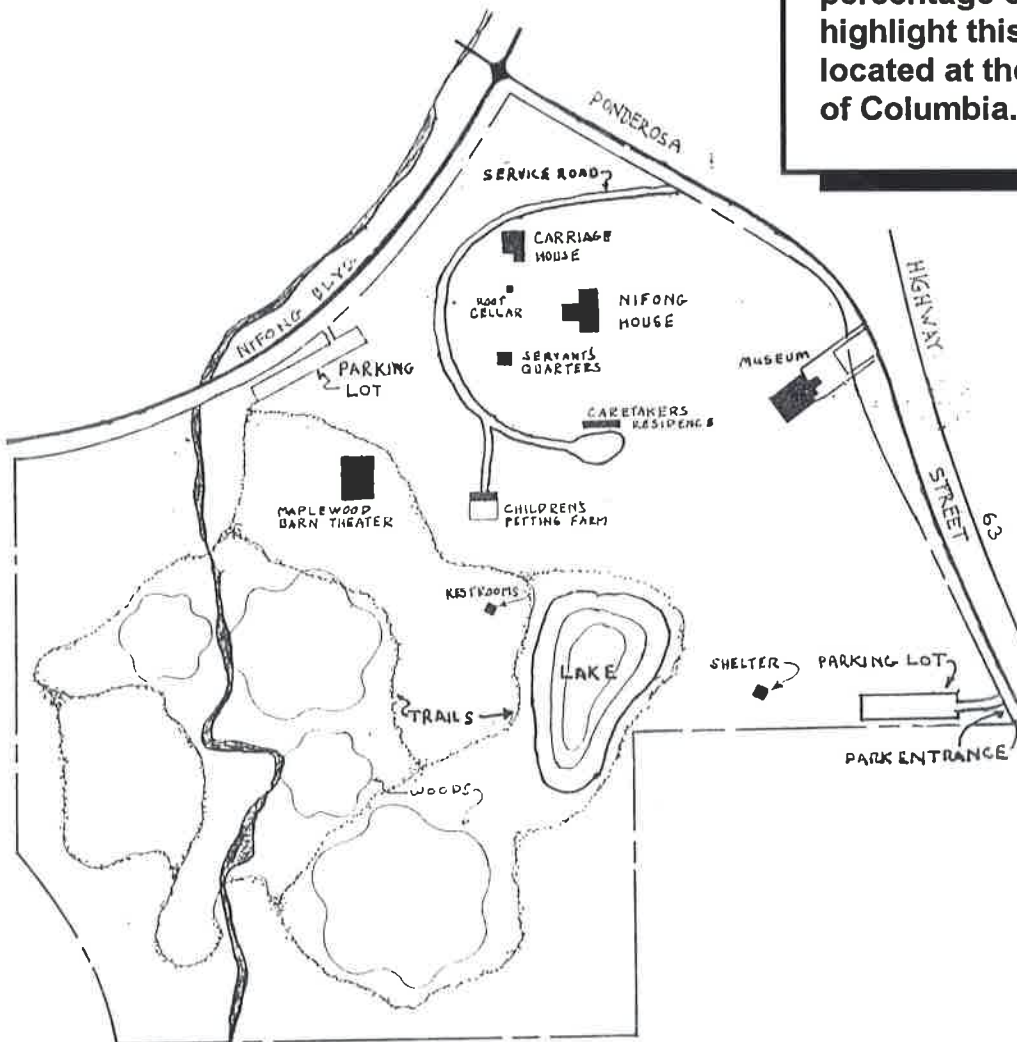 percentage
highlight this
located at the
of Columbia.
PONDEROSA
SERVICE ROAD
CARRIAGE
HOUSE
ROOT
CELLAR
NIFONG
HOUSE
HIGHWAY
NIFONG BLVD.
SERVANTS
QUARTERS
MUSEUM
PARKING
LOT
CARETAKERS
RESIDENCE
STREET
63
MAPLEWOOD
BARN THEATER
CHILDRENS
PETTING FARM
RESTROOMS
LAKE
SHELTER
PARKING LOT
TRAILS
PARK ENTRANCE
WOODS